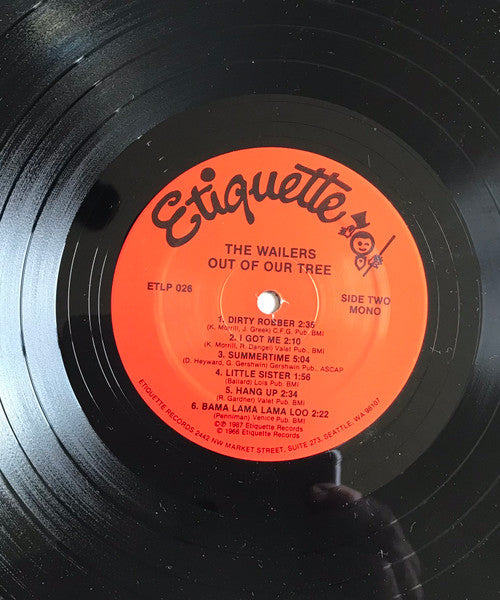 Etiquette
THE WAILERS
OUT OF OUR TREE
ETLP 026
SIDE TWO
MONO
1. DIRTY ROBBER 2:35
(K. Morrill, J. Greek) C.F.G. Pub. BMI
2. I GOT ME 2:10
(K. Morrill, R. Dangel) Valet Pub. BMI
3. SUMMERTIME 5:04
(D. Heyward, G. Gershwin) Gershwin Pub., ASCAP
4. LITTLE SISTER 1:56
(Ballard) Lois Pub. BMI
5. HANG UP 2:34
(R. Gardner) Valet Pub. BMI
6. BAMA LAMA LAMA LOO 2:22
(Penniman) Venice Pub. BMI
©℗ 1987 Etiquette Records
© 1966 Etiquette Records
ETIQUETTE RECORDS 2442 NW MARKET STREET, SUITE 273, SEATTLE, WA 98107